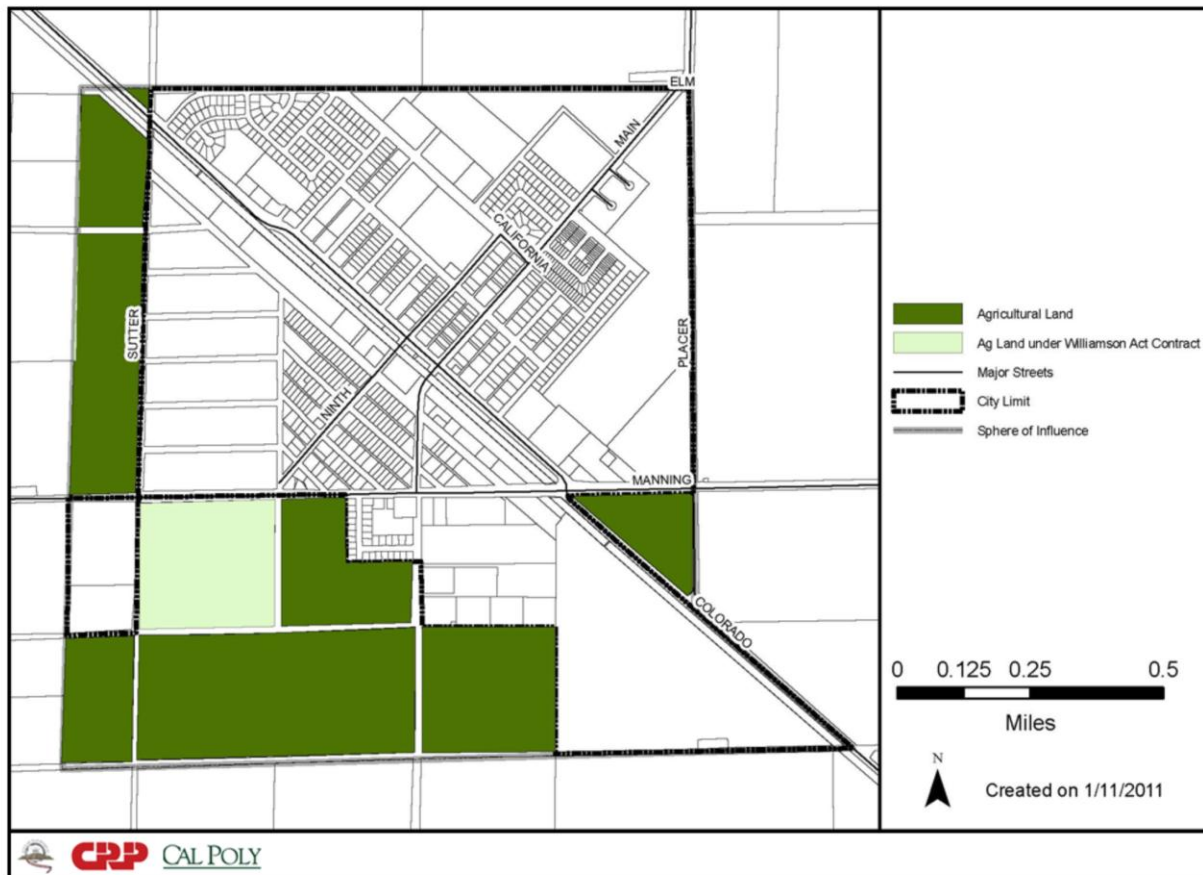 ELM
MAIN
CALIFORNIA
SUTTER
PLACER
NINTH
MANNING
COLORADO
Agricultural Land
Ag Land under Williamson Act Contract
Major Streets
City Limit
Sphere of Influence
0 0.125 0.25 0.5
Miles
N
Created on 1/11/2011
CRP CAL POLY